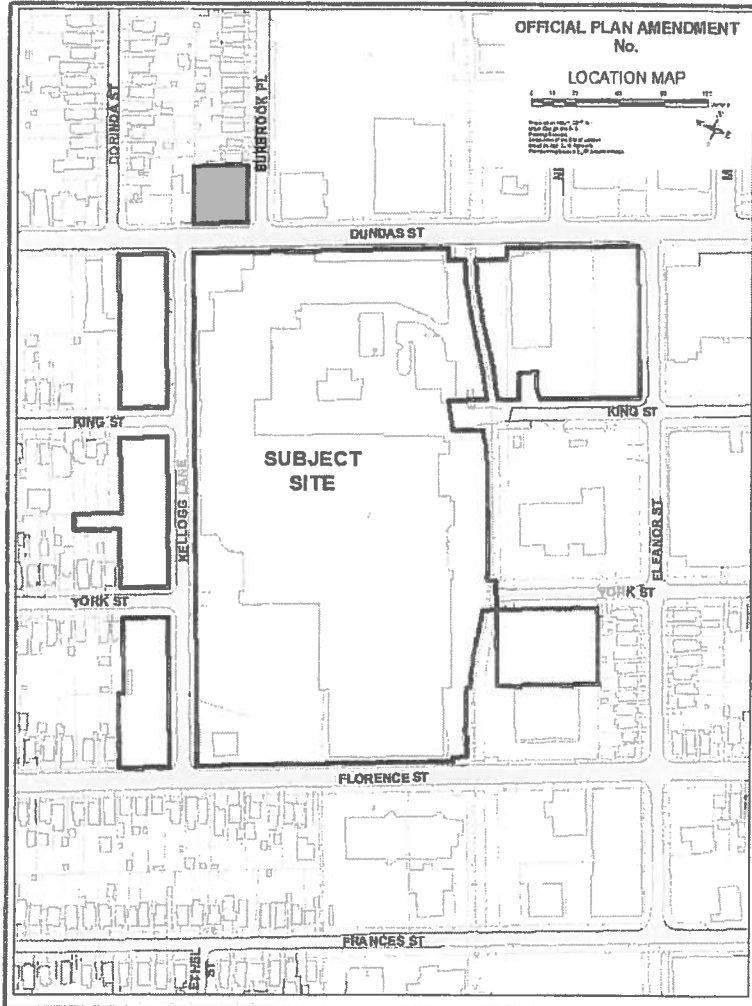 OFFICIAL PLAN AMENDMENT
No.
LOCATION MAP
DORINDA ST
BURBROOK PL
DUNDAS ST
KING ST
KING ST
SUBJECT
SITE
KELLOGG LANE
ELEANOR ST
YORK ST
YORK ST
FLORENCE ST
FRANCES ST
ETHEL
ST